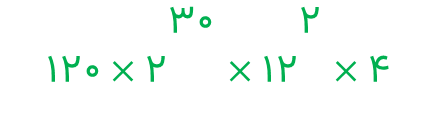 ۱۲۰ × ۲^۳۰ × ۱۲^۲ × ۴